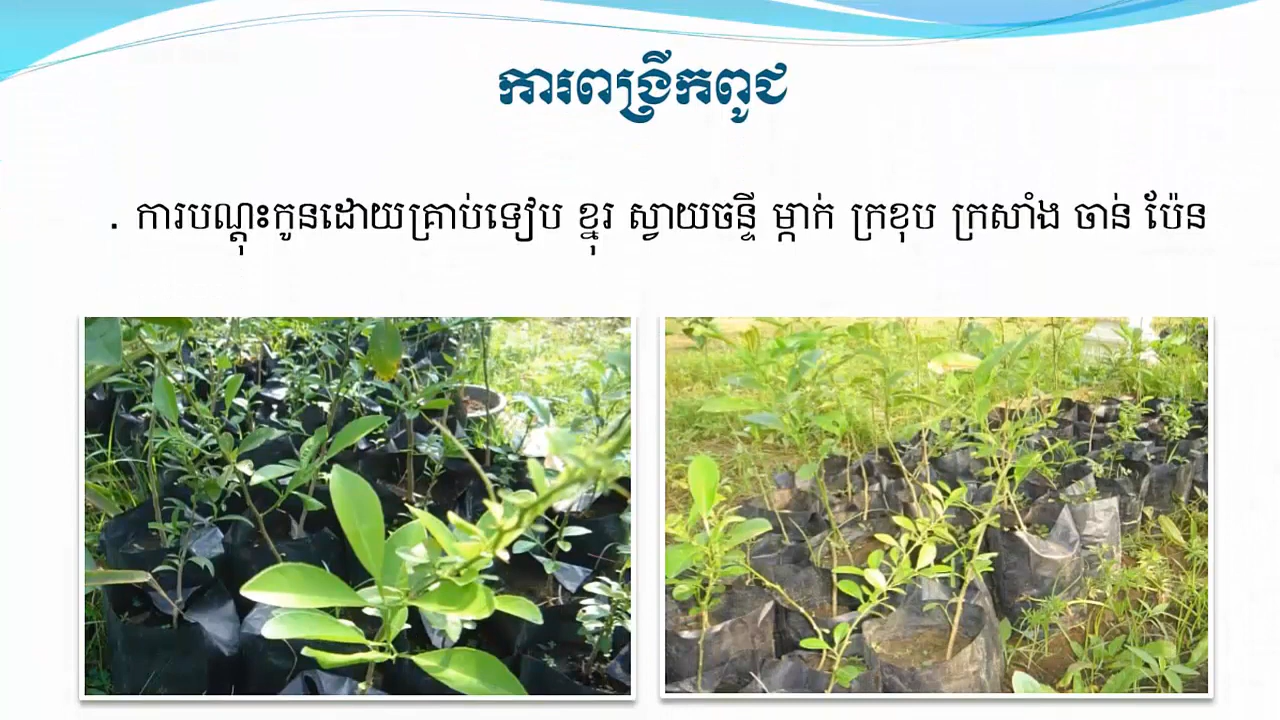 ការពង្រីកពូជ
. ការបណ្តុះកូនដោយគ្រាប់ទៀប ខ្នុរ ស្វាយចន្ទី ម្កាក់ ក្រខុប ក្រសាំង ចាន់ ប៉ែន